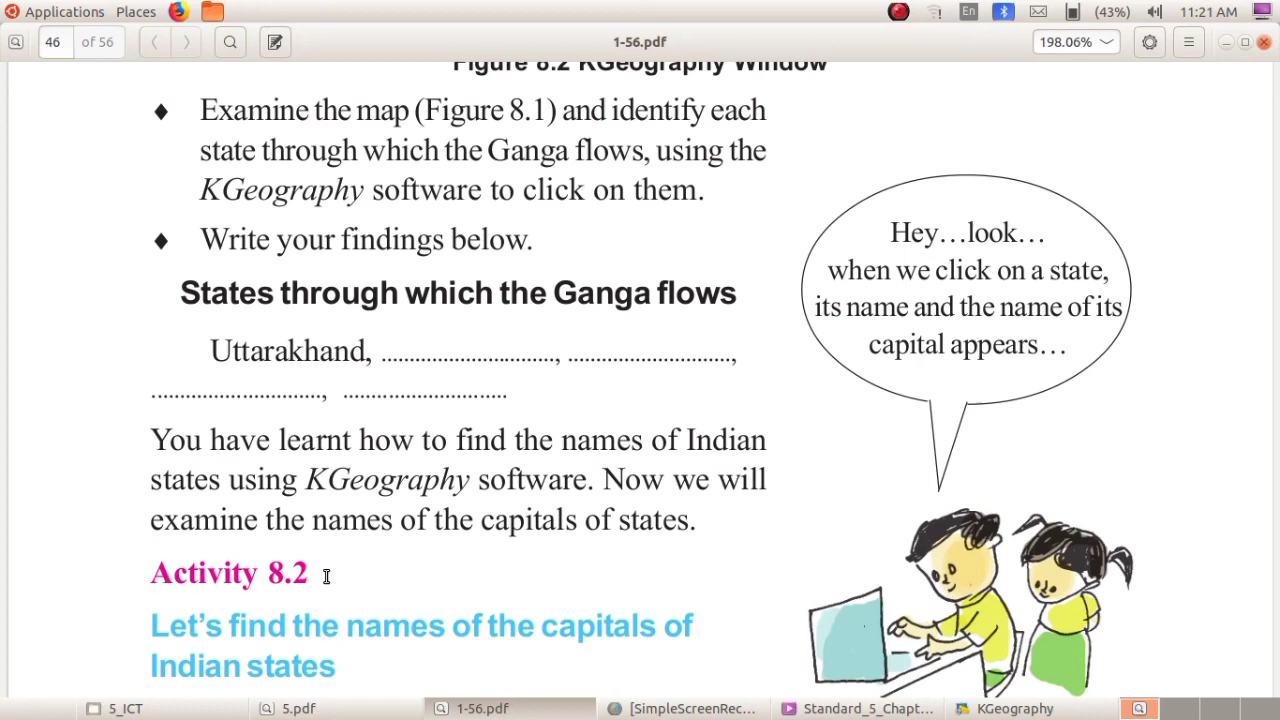 Applications Places En (43%) 11:21 AM
46 of 56 1-56.pdf 198.06%
Figure 8.2 KGeography Window
♦ Examine the map (Figure 8.1) and identify each
state through which the Ganga flows, using the
KGeography software to click on them.
♦ Write your findings below.
States through which the Ganga flows
Uttarakhand, .............................., ............................,
............................., ............................
You have learnt how to find the names of Indian
states using KGeography software. Now we will
examine the names of the capitals of states.
Activity 8.2
Let's find the names of the capitals of
Indian states
Hey…look…
when we click on a state,
its name and the name of its
capital appears…
5_ICT 5.pdf 1-56.pdf [SimpleScreenRec... Standard_5_Chapt... KGeography